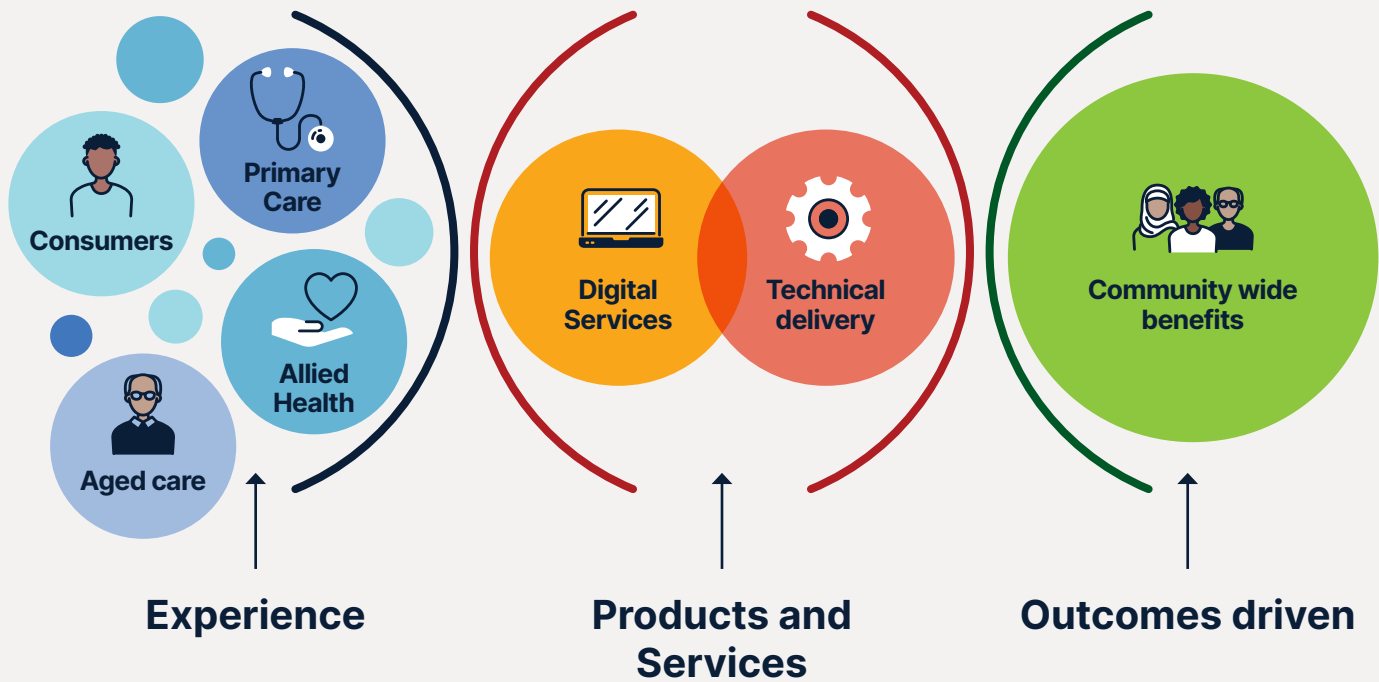 Primary
Care
Consumers
Allied
Health
Aged care
Digital
Services
Technical
delivery
Community wide
benefits
Experience
Products and
Services
Outcomes driven